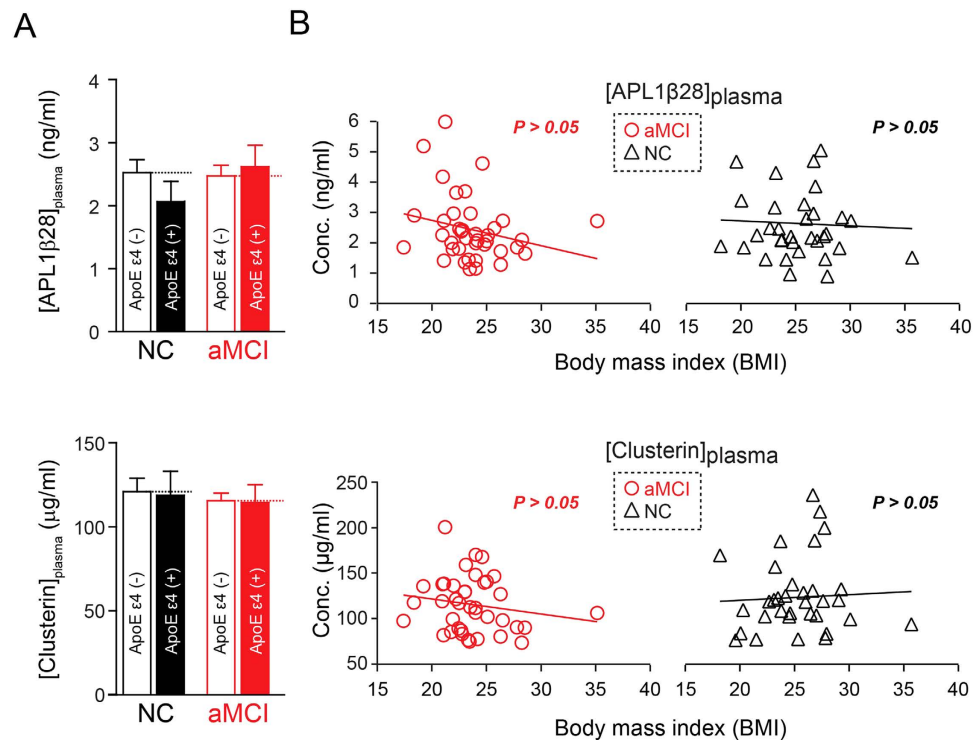 A
B
[APL1β28]plasma (ng/ml)
4
3
2
1
0
ApoE ε4 (-)
ApoE ε4 (+)
ApoE ε4 (-)
ApoE ε4 (+)
NC
aMCI
[APL1β28]plasma
aMCI
NC
P > 0.05
P > 0.05
Conc. (ng/ml)
6
5
4
3
2
1
0
15 20 25 30 35 40
15 20 25 30 35 40
Body mass index (BMI)
[Clusterin]plasma (μg/ml)
150
100
50
0
ApoE ε4 (-)
ApoE ε4 (+)
ApoE ε4 (-)
ApoE ε4 (+)
NC
aMCI
[Clusterin]plasma
aMCI
NC
P > 0.05
P > 0.05
Conc. (μg/ml)
250
200
150
100
50
15 20 25 30 35 40
15 20 25 30 35 40
Body mass index (BMI)